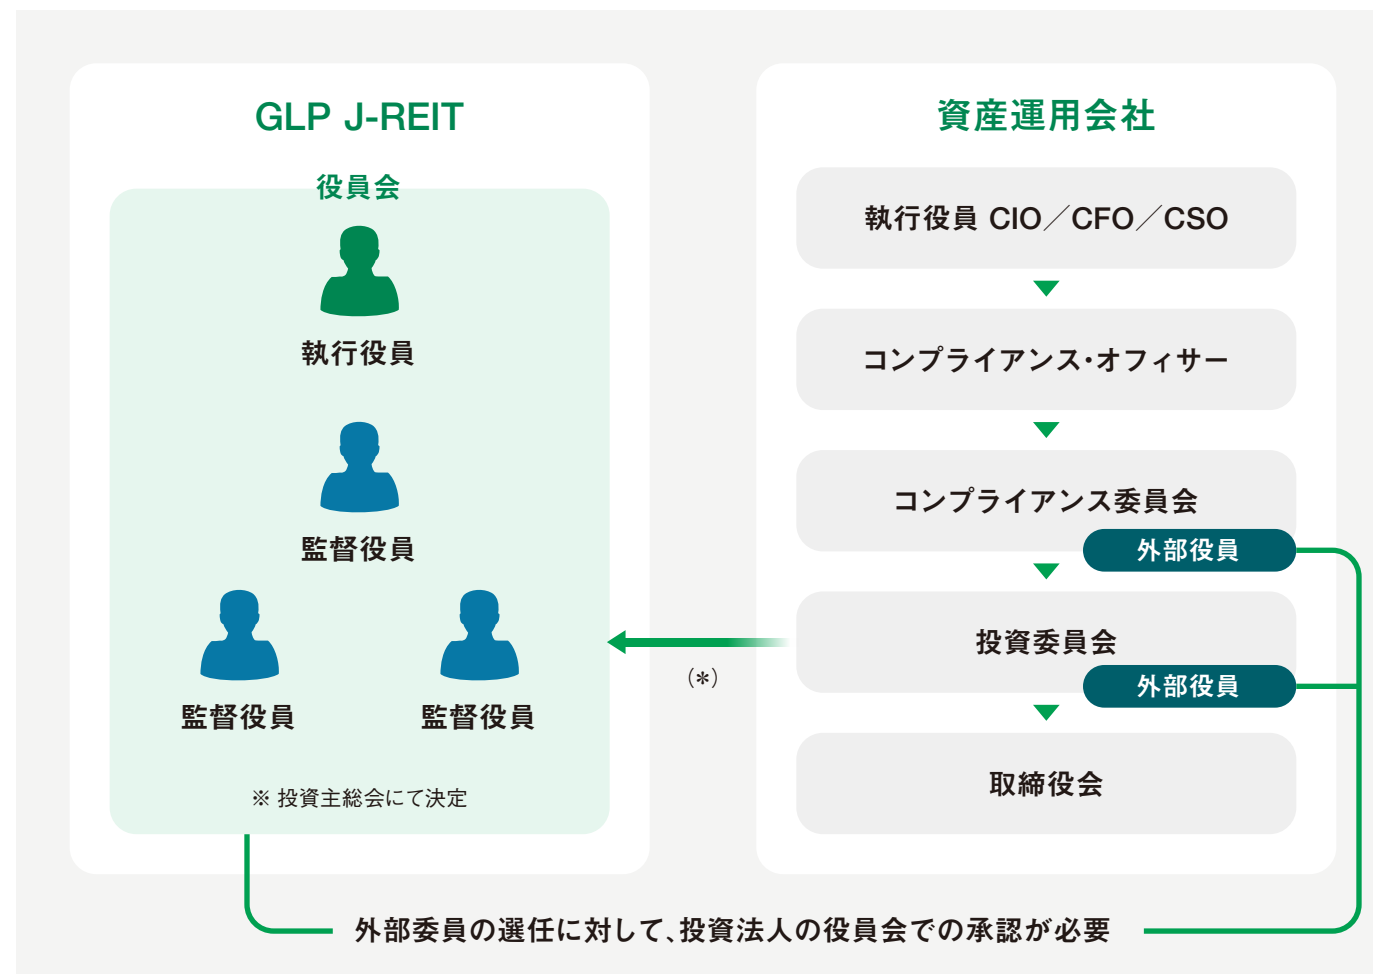 GLP J-REIT
役員会
執行役員
監督役員
監督役員
監督役員
※ 投資主総会にて決定
(*)
資産運用会社
執行役員 CIO／CFO／CSO
コンプライアンス・オフィサー
コンプライアンス委員会
外部役員
投資委員会
外部役員
取締役会
外部委員の選任に対して、投資法人の役員会での承認が必要